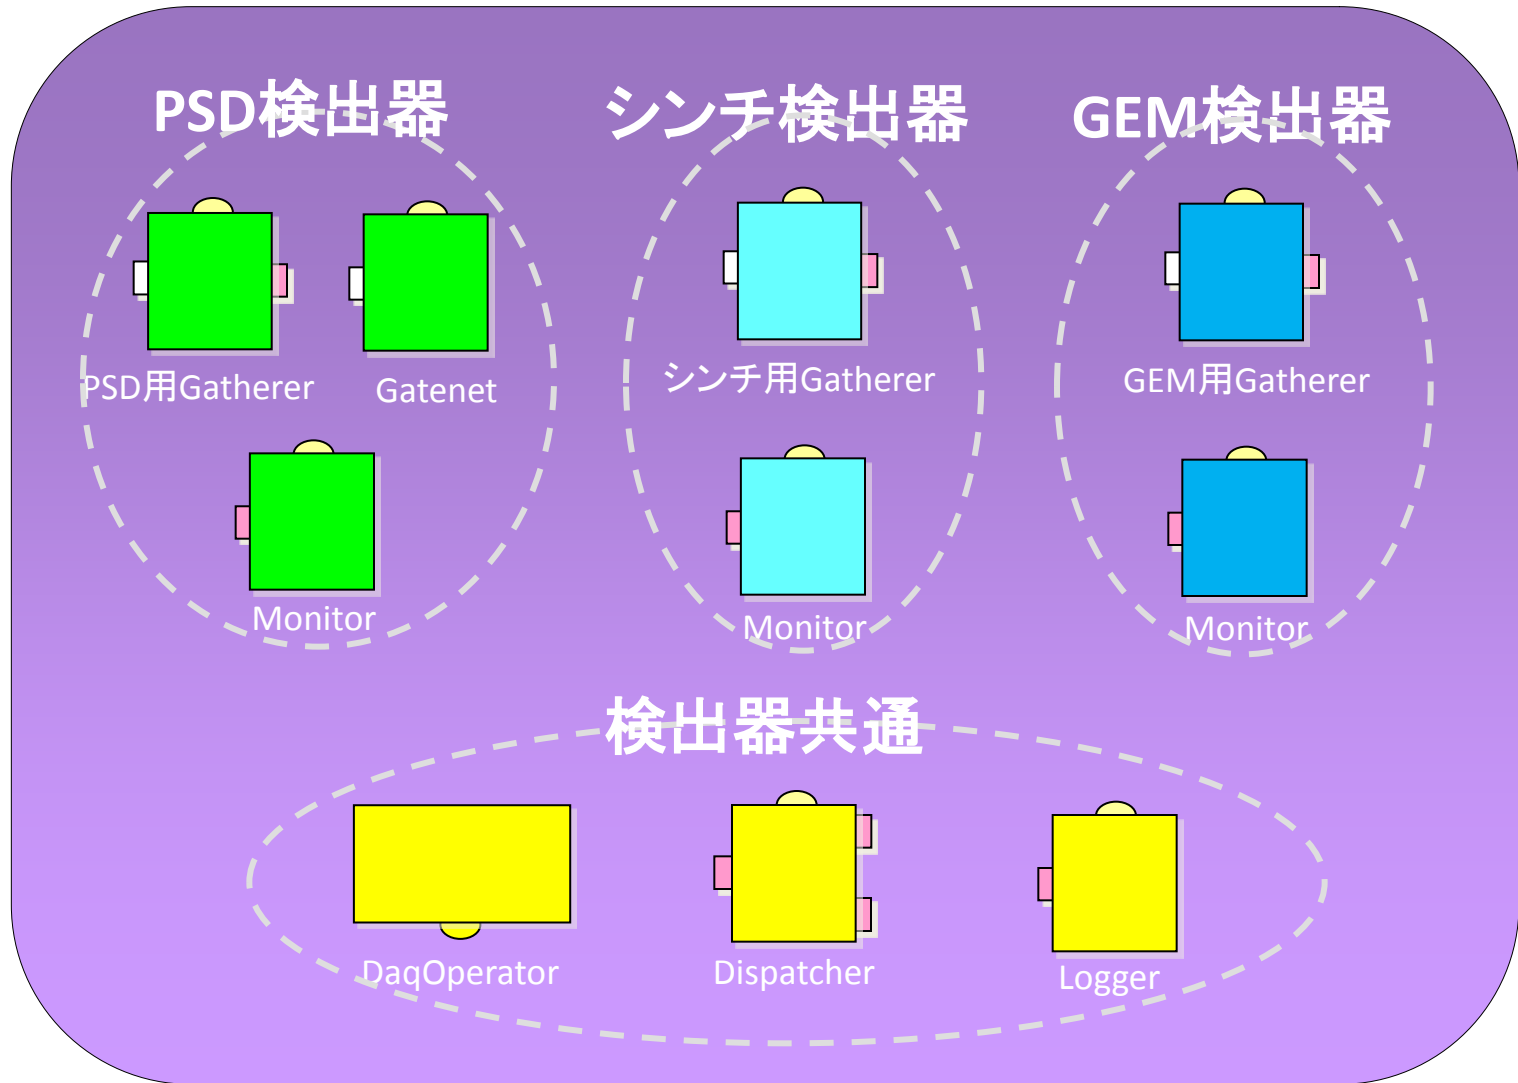 PSD検出器
シンチ検出器
GEM検出器
PSD用Gatherer
Gatenet
シンチ用Gatherer
GEM用Gatherer
Monitor
Monitor
Monitor
検出器共通
DaqOperator
Dispatcher
Logger